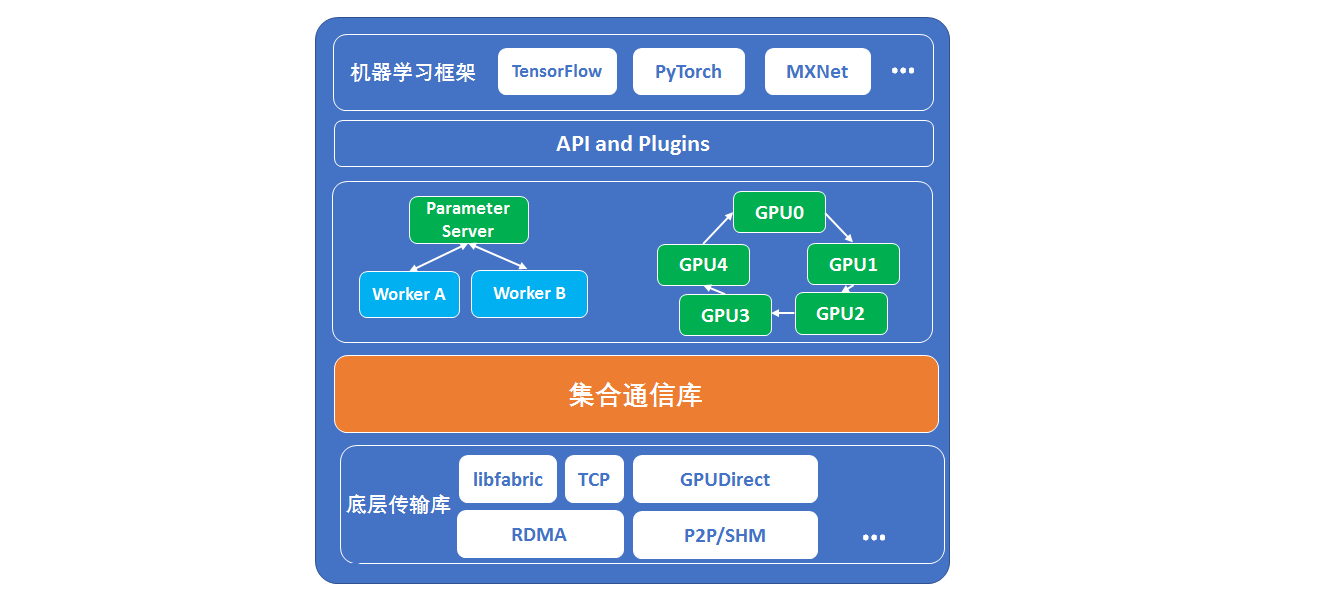 机器学习框架
TensorFlow
PyTorch
MXNet
•••
API and Plugins
Parameter
Server
Worker A
Worker B
GPU0
GPU1
GPU2
GPU3
GPU4
集合通信库
底层传输库
libfabric
TCP
GPUDirect
RDMA
P2P/SHM
•••